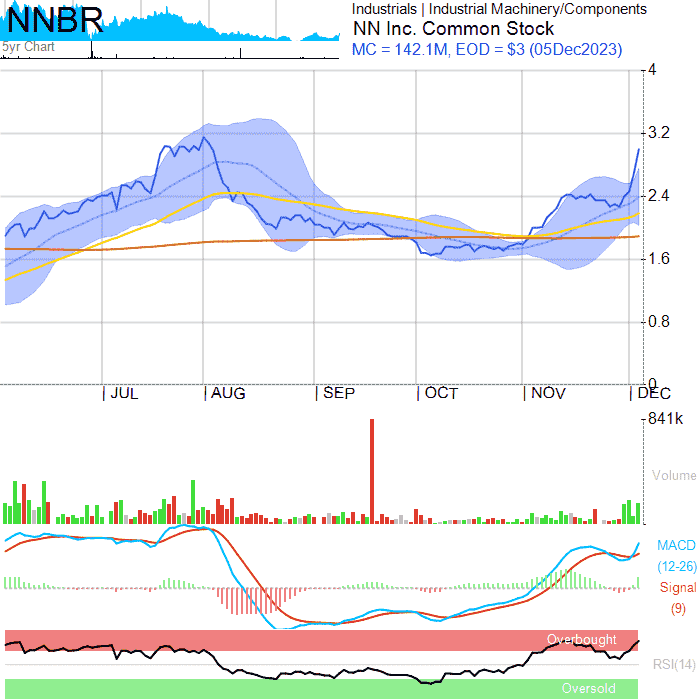 NNBR
5yr Chart
Industrials | Industrial Machinery/Components
NN Inc. Common Stock
MC = 142.1M, EOD = $3 (05Dec2023)
4
3.2
2.4
1.6
0.8
0
JUL AUG SEP OCT NOV DEC
841k
Volume
MACD
(12-26)
Signal
(9)
Overbought
RSI(14)
Oversold